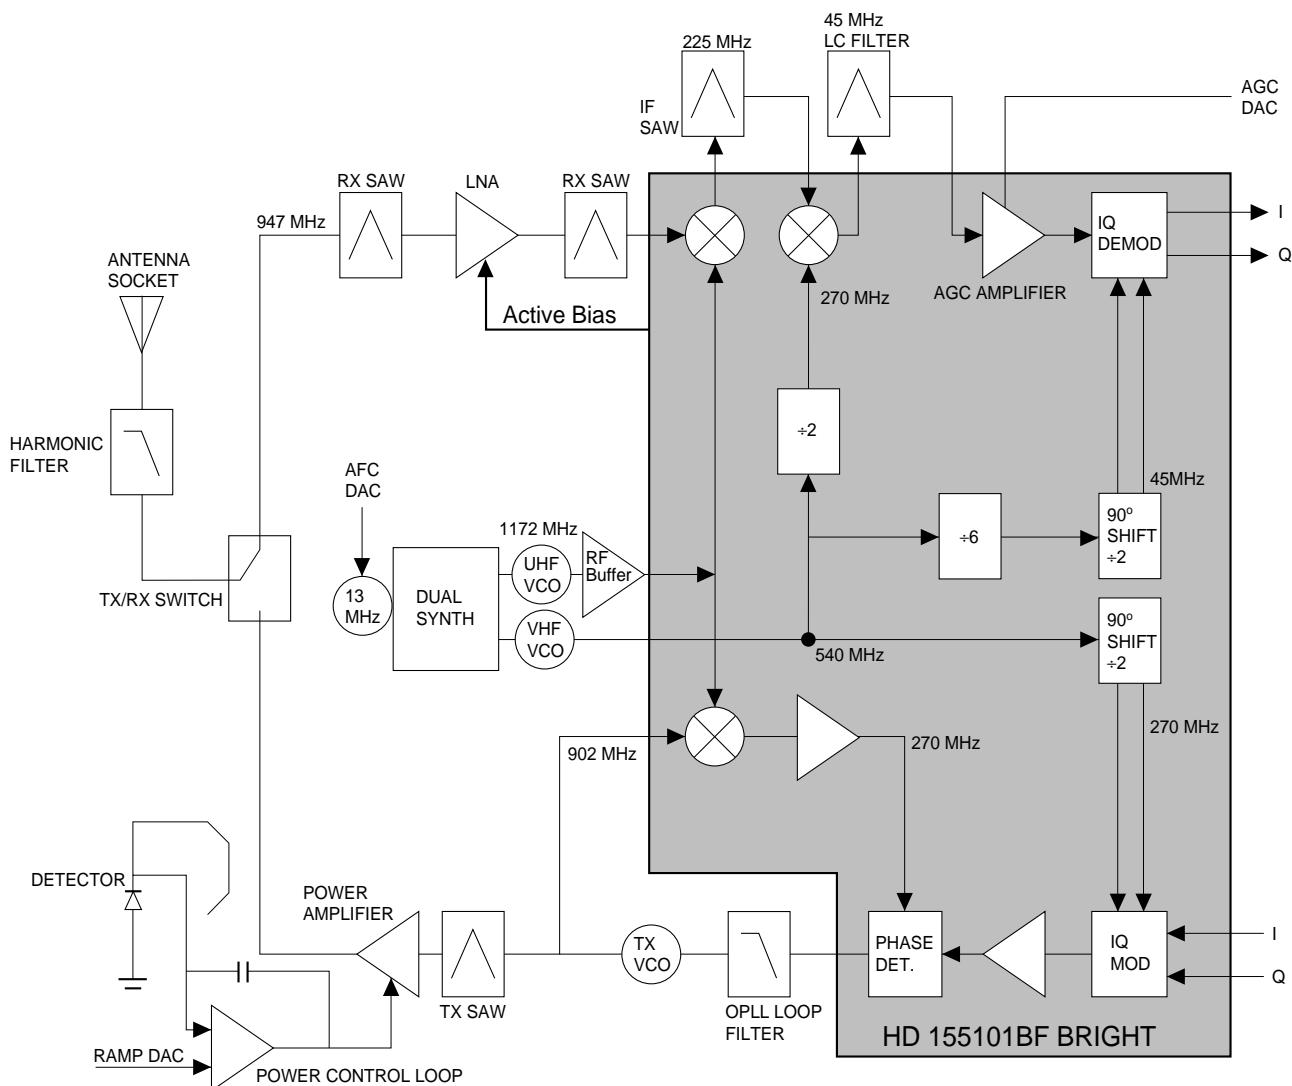 45 MHz
LC FILTER
225 MHz
IF
SAW
AGC
DAC
RX SAW
LNA
RX SAW
947 MHz
IQ
DEMOD
I
Q
ANTENNA
SOCKET
AGC AMPLIFIER
270 MHz
Active Bias
÷2
HARMONIC
FILTER
AFC
DAC
45MHz
1172 MHz
90º
SHIFT
÷2
÷6
UHF
VCO
RF
Buffer
13
MHz
DUAL
SYNTH
TX/RX SWITCH
VHF
VCO
540 MHz
90º
SHIFT
÷2
270 MHz
902 MHz
270 MHz
DETECTOR
POWER
AMPLIFIER
TX
VCO
PHASE
DET.
IQ
MOD
I
Q
TX SAW
OPLL LOOP
FILTER
HD 155101BF BRIGHT
RAMP DAC
POWER CONTROL LOOP